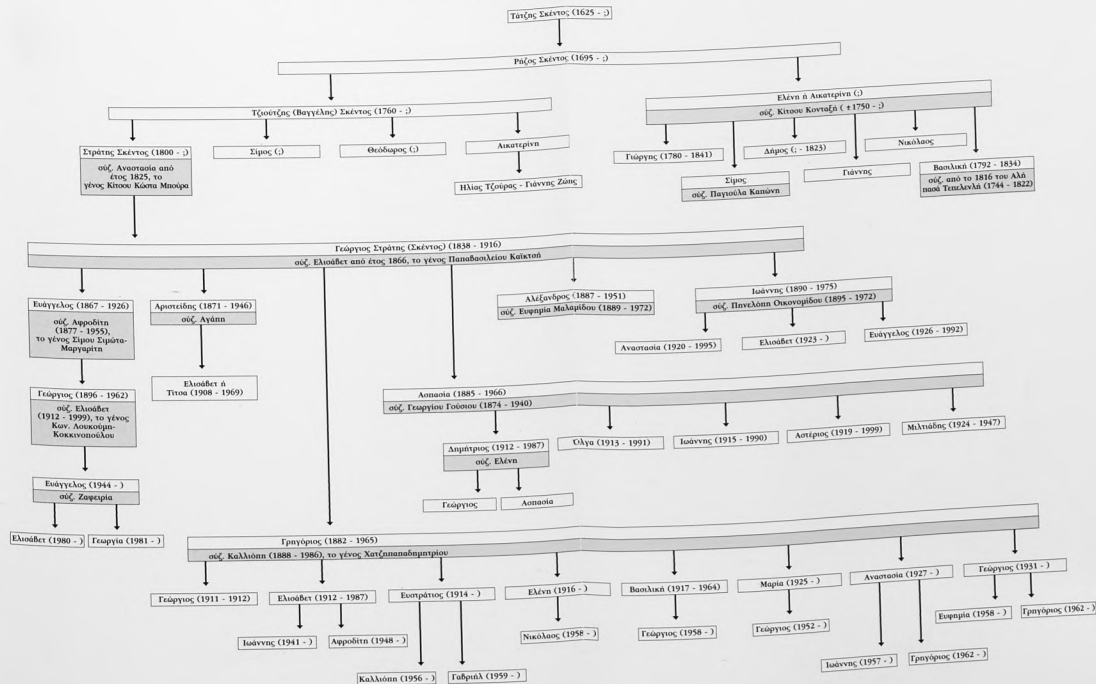 Τάτζης Σκέντος (1625 - ;)
Ρήζος Σκέντος (1695 - ;)
Τζιούτζης (Βαγγέλης) Σκέντος (1760 - ;)
Ελένη ή Αικατερίνη (;)
σύζ. Κίτσου Κονταξή ( ±1750 - ;)
Στράτης Σκέντος (1800 - ;)
σύζ. Αναστασία από
έτος 1825, το
γένος Κίτσου Κώστα Μπούρα
Σίμος (;)
Θεόδωρος (;)
Αικατερίνη
Ηλίας Τζούρας - Γιάννης Ζώης
Γιώργης (1780 - 1841)
Σίμος
σύζ. Παγιούλα Καπώνη
Δήμος (; - 1823)
Γιάννης
Νικόλαος
Βασιλική (1792 - 1834)
σύζ. από το 1816 του Αλή
πασά Τεπελενλή (1744 - 1822)
Γεώργιος Στράτης (Σκέντος) (1838 - 1916)
σύζ. Ελισάβετ από έτος 1866, το γένος Παπαβασιλείου Καϊκτσή
Ευάγγελος (1867 - 1926)
σύζ. Αφροδίτη
(1877 - 1955),
το γένος Σίμου Σιμώτα-
Μαργαρίτη
Αριστείδης (1871 - 1946)
σύζ. Αγάπη
Αλέξανδρος (1887 - 1951)
σύζ. Ευφημία Μαλαμίδου (1889 - 1972)
Ιωάννης (1890 - 1975)
σύζ. Πηνελόπη Οικονομίδου (1895 - 1972)
Αναστασία (1920 - 1995)
Ελισάβετ (1923 - )
Ευάγγελος (1926 - 1992)
Γεώργιος (1896 - 1962)
σύζ. Ελισάβετ
(1912 - 1999), το γένος
Κων. Λουκούμη-
Κοκκινοπούλου
Ελισάβετ ή
Τίτσα (1908 - 1969)
Ασπασία (1885 - 1966)
σύζ. Γεωργίου Γούσιου (1874 - 1940)
Δημήτριος (1912 - 1987)
σύζ. Ελένη
Όλγα (1913 - 1991)
Ιωάννης (1915 - 1990)
Αστέριος (1919 - 1999)
Μιλτιάδης (1924 - 1947)
Γεώργιος
Ασπασία
Ευάγγελος (1944 - )
σύζ. Ζαφειρία
Ελισάβετ (1980 - )
Γεωργία (1981 - )
Γρηγόριος (1882 - 1965)
σύζ. Καλλιόπη (1888 - 1986), το γένος Χατζηπαπαδημητρίου
Γεώργιος (1911 - 1912)
Ελισάβετ (1912 - 1987)
Ευστράτιος (1914 - )
Ελένη (1916 - )
Βασιλική (1917 - 1964)
Μαρία (1925 - )
Αναστασία (1927 - )
Γεώργιος (1931 - )
Ιωάννης (1941 - )
Αφροδίτη (1948 - )
Καλλιόπη (1956 - )
Γαβριήλ (1959 - )
Νικόλαος (1958 - )
Γεώργιος (1958 - )
Γεώργιος (1952 - )
Ιωάννης (1957 - )
Γρηγόριος (1962 - )
Ευφημία (1958 - )
Γρηγόριος (1962 - )